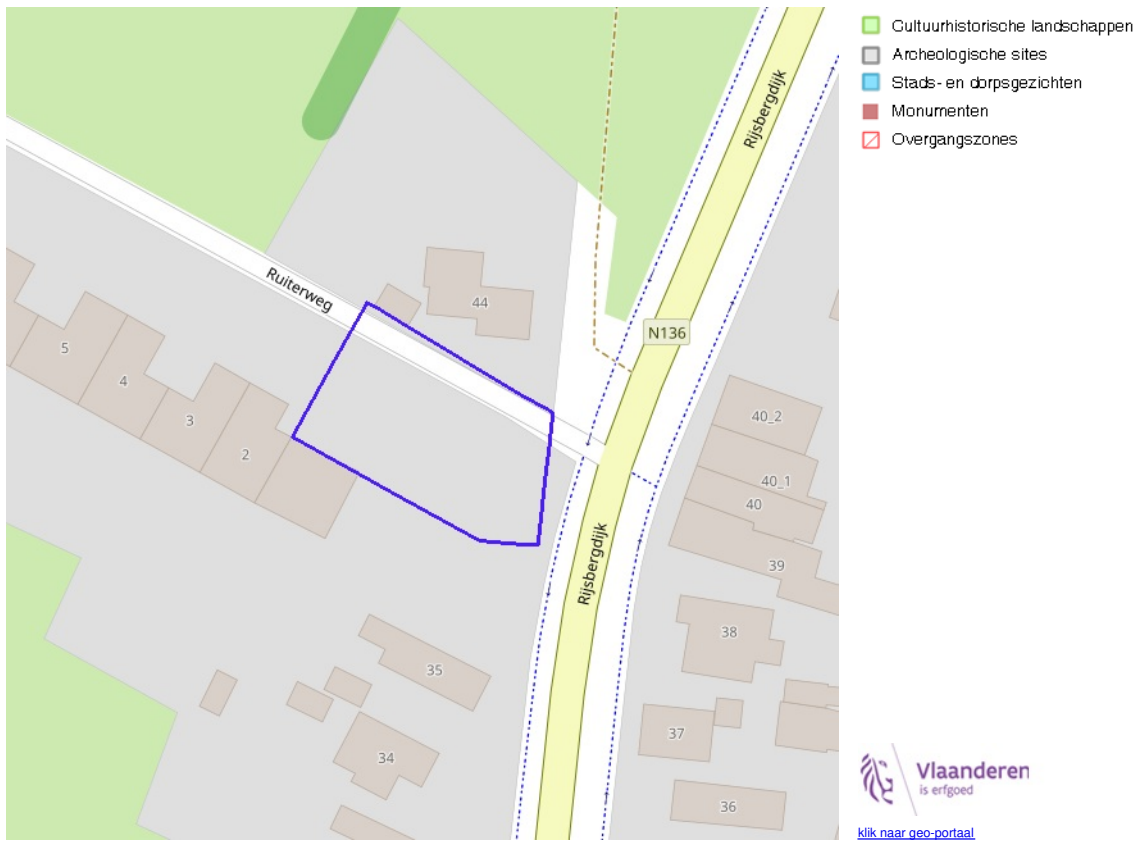 Cultuurhistorische landschappen
Archeologische sites
Stads- en dorpsgezichten
Monumenten
Overgangszones
Rijsbergdijk
Ruiterweg
44
N136
5
4
3
2
40_2
40_1
40
39
Rijsbergdijk
38
35
37
34
36
Vlaanderen
is erfgoed
klik naar geo-portaal